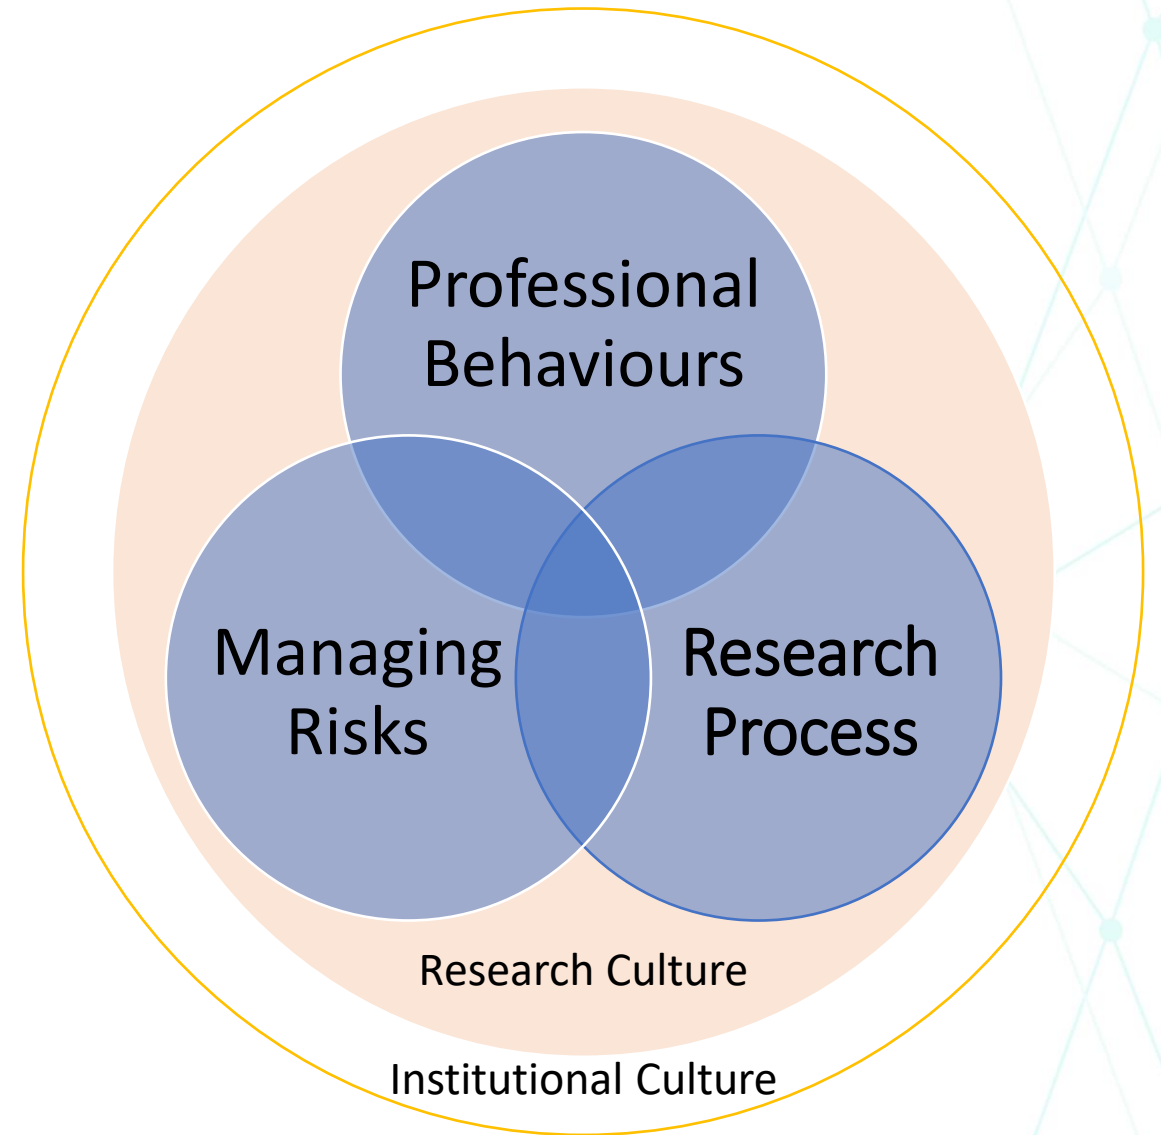 Professional
Behaviours
Managing
Risks
Research
Process
Research Culture
Institutional Culture